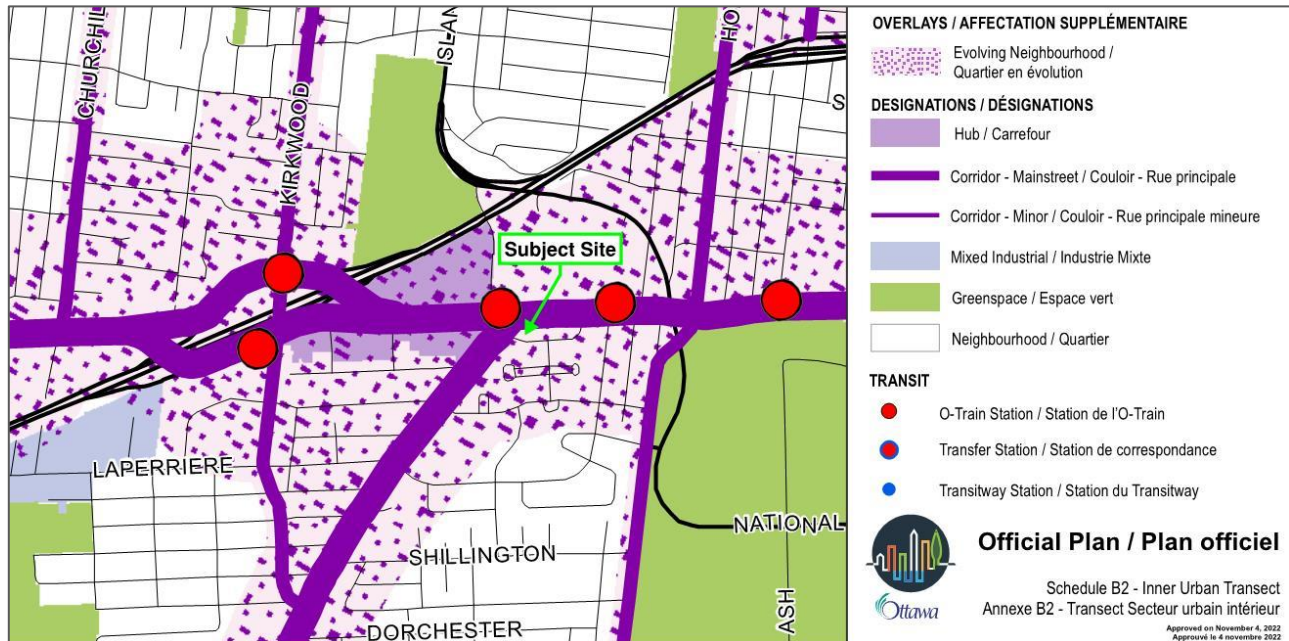 CHURCHIL
KIRKWOOD
ISLAN
HO
S
Subject Site
LAPERRIERE
SHILLINGTON
DORCHESTER
NATIONAL
ASH
OVERLAYS / AFFECTATION SUPPLÉMENTAIRE
Evolving Neighbourhood /
Quartier en évolution
DESIGNATIONS / DÉSIGNATIONS
Hub / Carrefour
Corridor - Mainstreet / Couloir - Rue principale
Corridor - Minor / Couloir - Rue principale mineure
Mixed Industrial / Industrie Mixte
Greenspace / Espace vert
Neighbourhood / Quartier
TRANSIT
O-Train Station / Station de l'O-Train
Transfer Station / Station de correspondance
Transitway Station / Station du Transitway
Official Plan / Plan officiel
Schedule B2 - Inner Urban Transect
Annexe B2 - Transect Secteur urbain intérieur
Ottawa
Approved on November 4, 2022
Approuvé le 4 novembre 2022